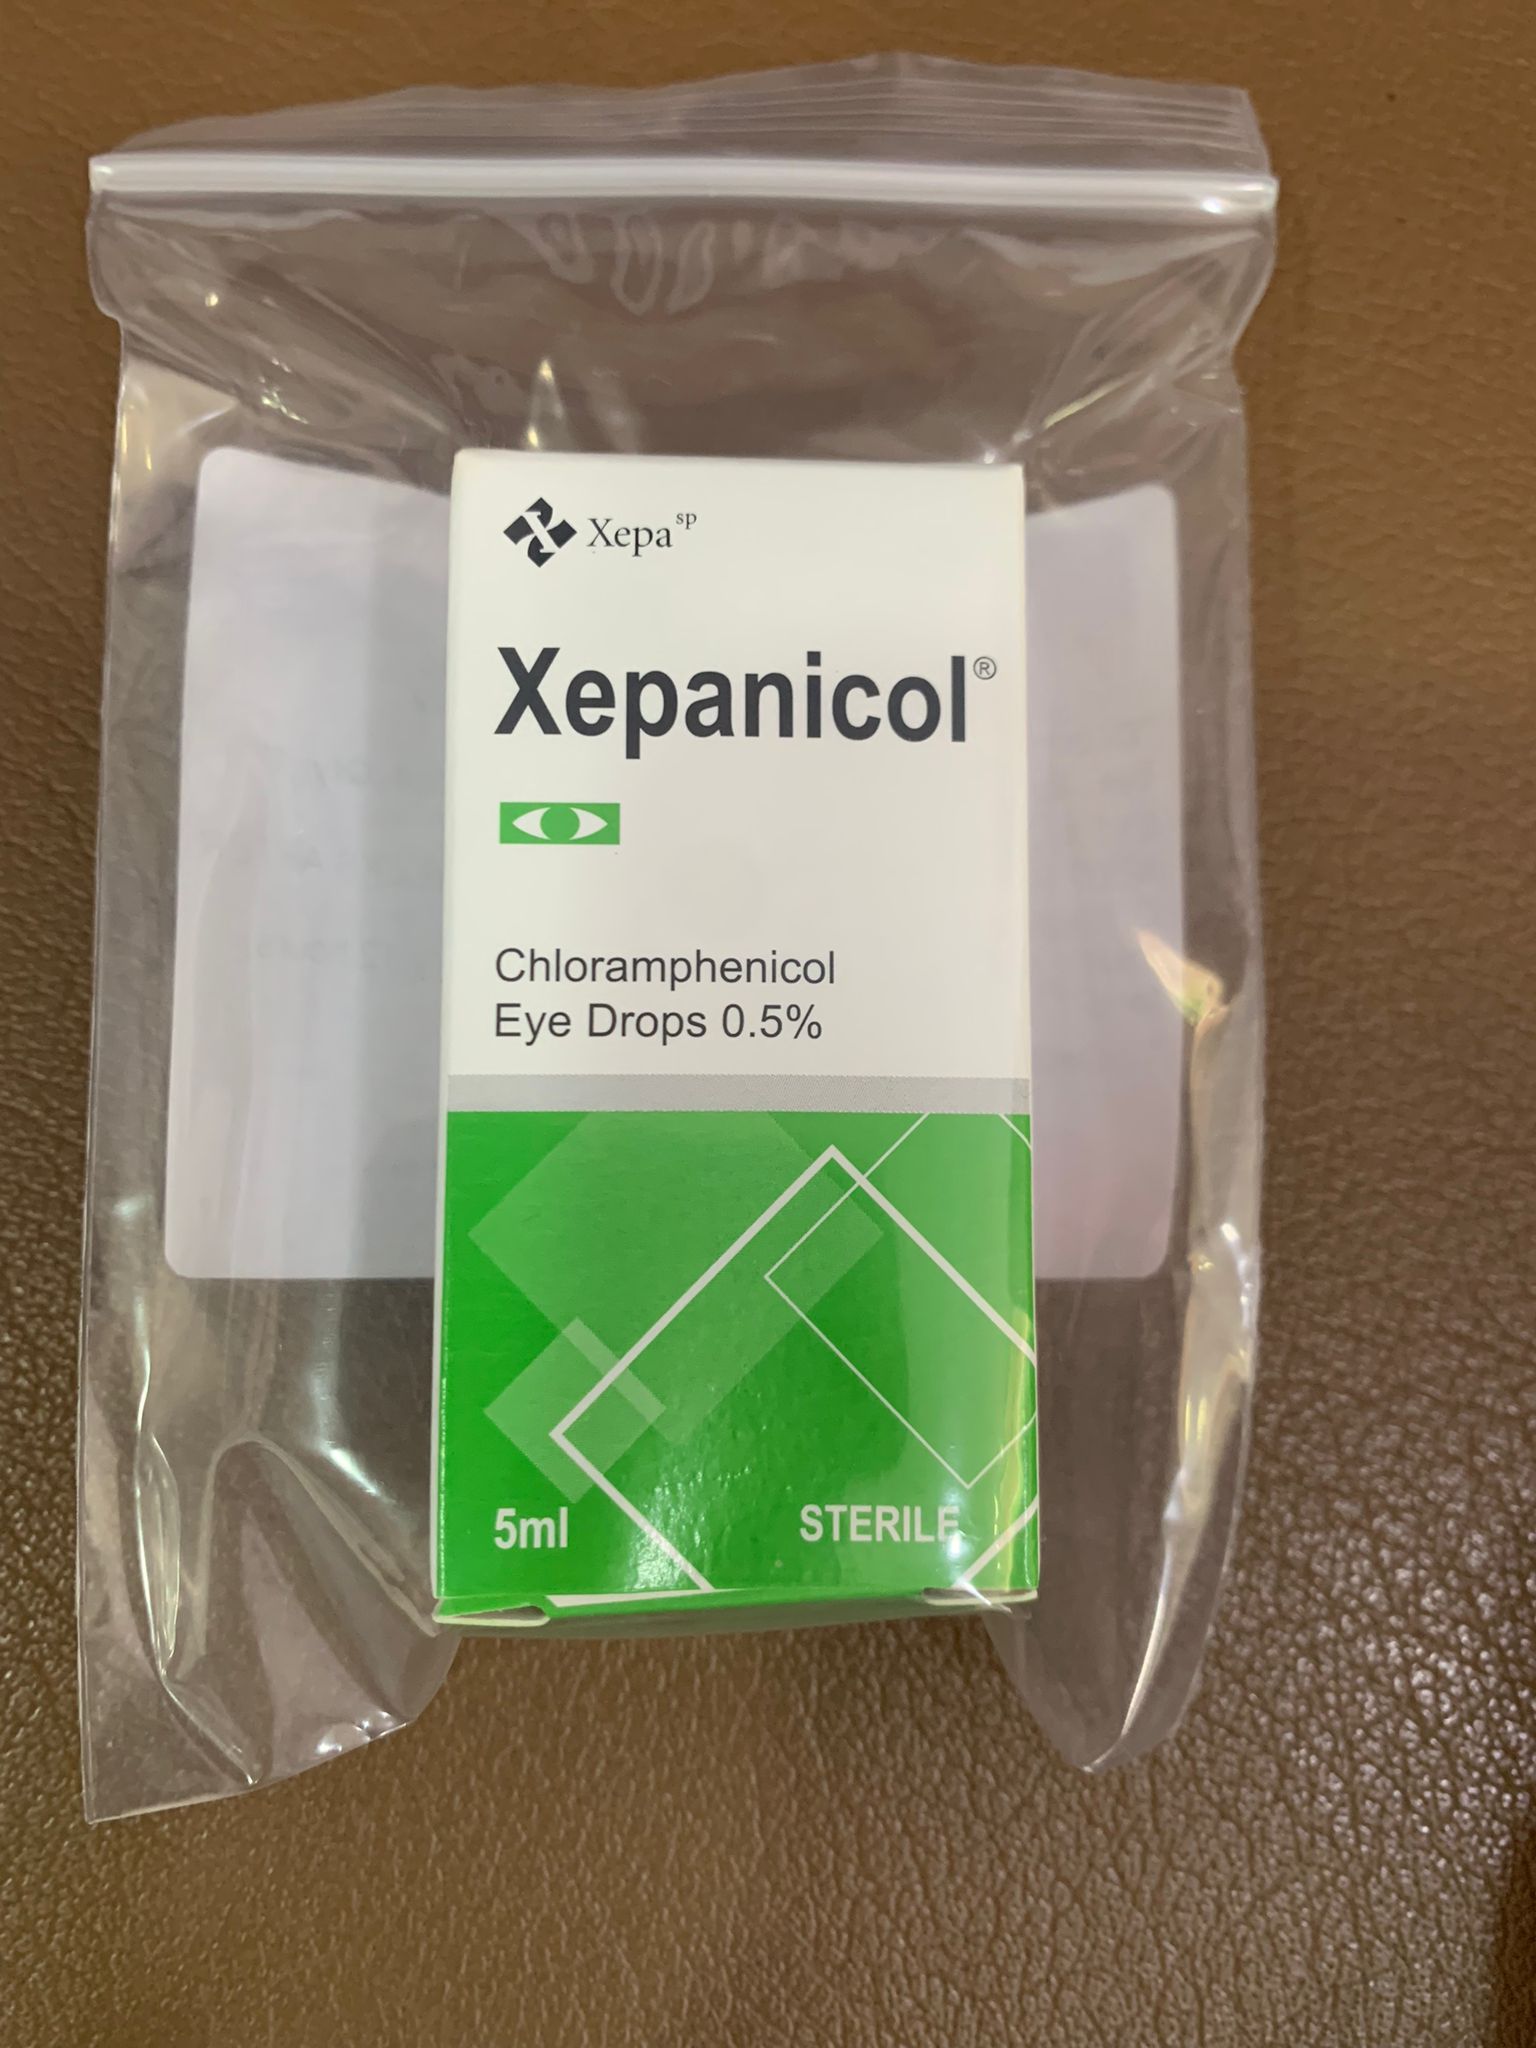 Xepa sp
Xepanicol®
Chloramphenicol
Eye Drops 0.5%
5ml
STERILE